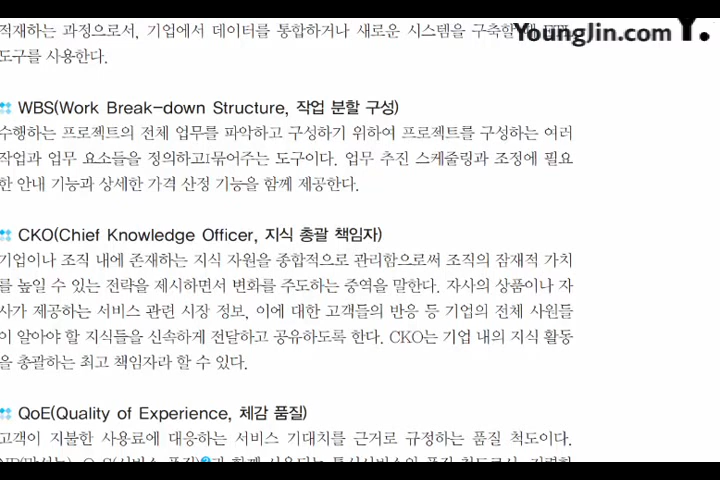 적재하는 과정으로서, 기업에서 데이터를 통합하거나 새로운 시스템을 구축할
YoungJin.com Y.
도구를 사용한다.
WBS(Work Break-down Structure, 작업 분할 구성)
수행하는 프로젝트의 전체 업무를 파악하고 구성하기 위하여 프로젝트를 구성하는 여러
작업과 업무 요소들을 정의하고 묶어주는 도구이다. 업무 추진 스케줄링과 조정에 필요
한 안내 기능과 상세한 가격 산정 기능을 함께 제공한다.
CKO(Chief Knowledge Officer, 지식 총괄 책임자)
기업이나 조직 내에 존재하는 지식 자원을 종합적으로 관리함으로써 조직의 잠재적 가치
를 높일 수 있는 전략을 제시하면서 변화를 주도하는 중역을 말한다. 자사의 상품이나 자
사가 제공하는 서비스 관련 시장 정보, 이에 대한 고객들의 반응 등 기업의 전체 사원들
이 알아야 할 지식들을 신속하게 전달하고 공유하도록 한다. CKO는 기업 내의 지식 활동
을 총괄하는 최고 책임자라 할 수 있다.
QoE(Quality of Experience, 체감 품질)
고객이 지불한 사용료에 대응하는 서비스 기대치를 근거로 규정하는 품질 척도이다.